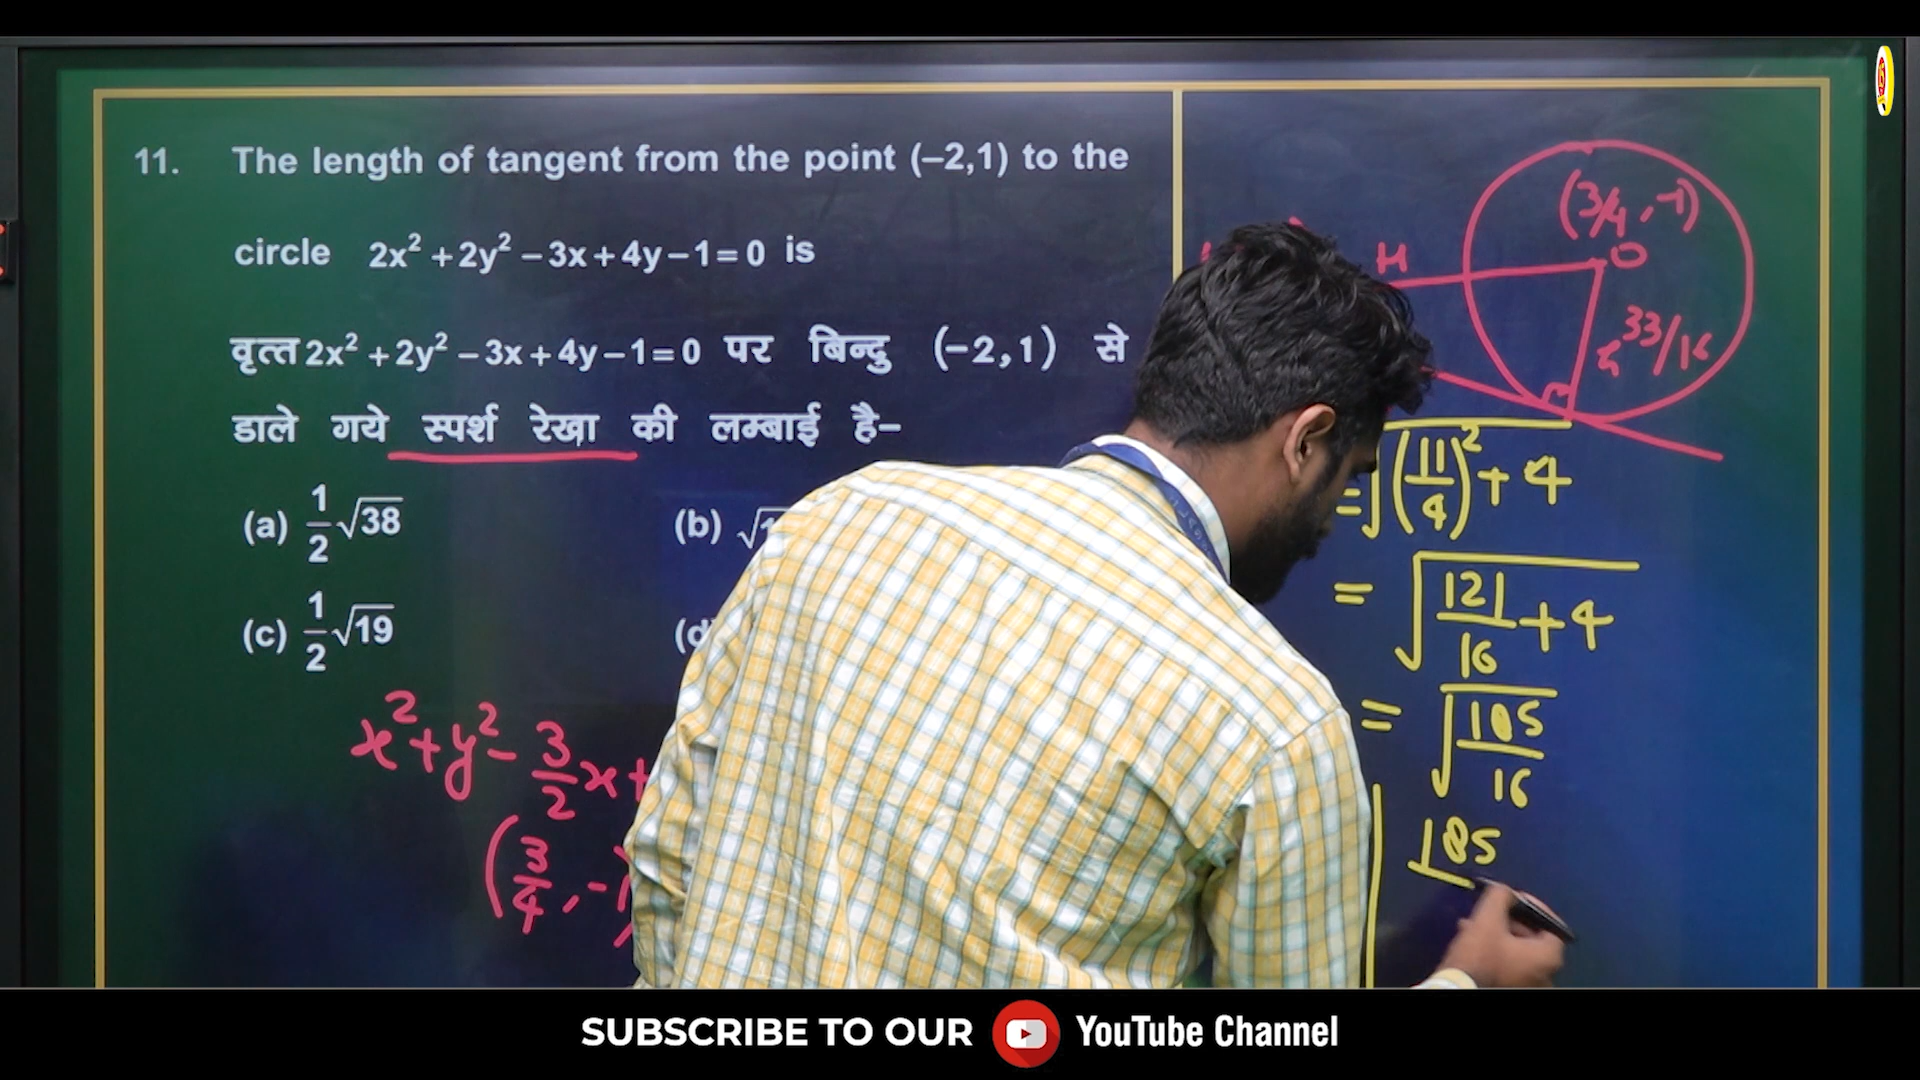 11. The length of tangent from the point (–2,1) to the
circle 2x² + 2y² – 3x + 4y – 1 = 0 is
वृत्त 2x² + 2y² – 3x + 4y – 1 = 0 पर बिन्दु (–2,1) से
डाले गये स्पर्श रेखा की लम्बाई है–
(a) 1/2 √38
(b)
(c) 1/2 √19
x² + y² - 3/2 x +
(3/4, -1
(3/4, -1)
H
O
33/16
= √(11/4)² + 4
= √121/16 + 4
= √185/16
185
SUBSCRIBE TO OUR YouTube Channel